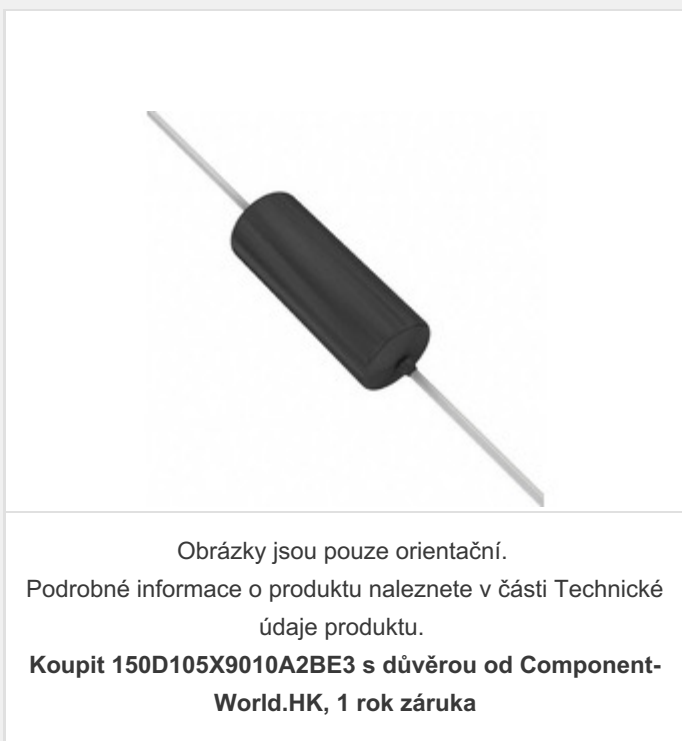 Obrázky jsou pouze orientační.
Podrobné informace o produktu naleznete v části Technické
údaje produktu.
Koupit 150D105X9010A2BE3 s důvěrou od Component-
World.HK, 1 rok záruka